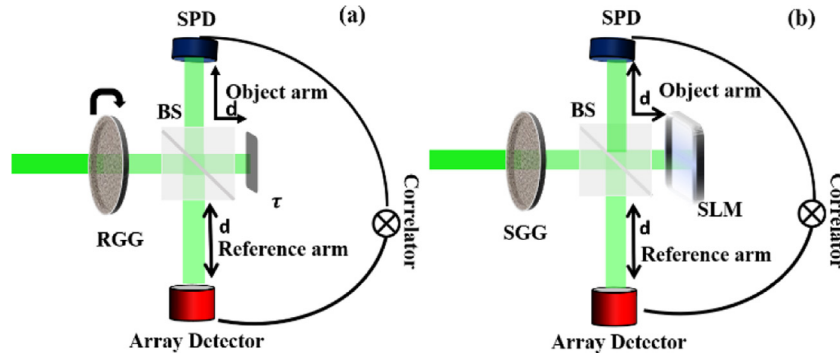 (a)
SPD
d
Object arm
BS
τ
RGG
d
Reference arm
Correlator
Array Detector
(b)
SPD
BS
Object arm
d
SLM
SGG
d
Reference arm
Correlator
Array Detector